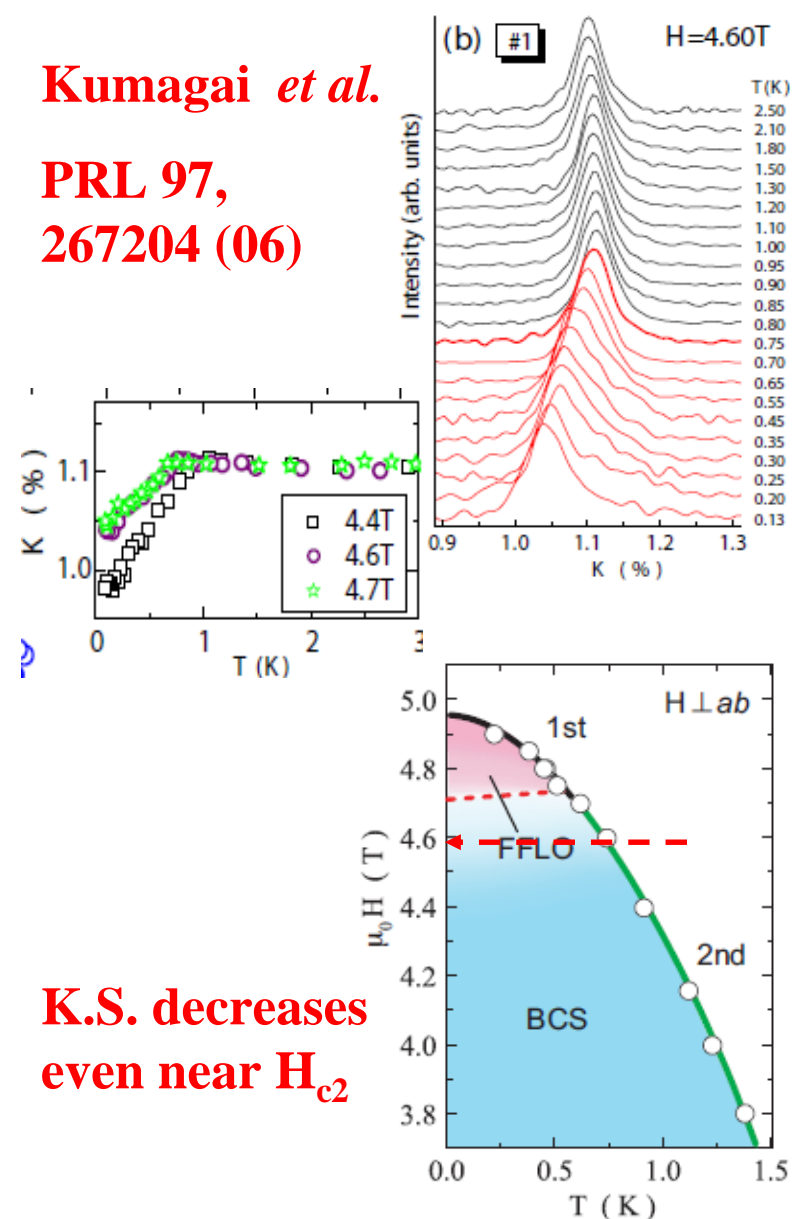 Kumagai et al.
PRL 97,
267204 (06)
(b) #1 H=4.60T
T(K)
2.50
2.10
1.80
1.50
1.30
1.20
1.10
1.00
0.95
0.90
0.85
0.80
0.75
0.70
0.65
0.55
0.45
0.35
0.30
0.25
0.20
0.13
Intensity (arb. units)
0.9 1.0 1.1 1.2 1.3
K (%)
K (%)
1.1
1.0
4.4T
4.6T
4.7T
0 1 2 3
T (K)
H⊥ab
5.0
4.8
4.6
4.4
4.2
4.0
3.8
μ₀H (T)
1st
FFLO
2nd
BCS
0.0 0.5 1.0 1.5
T (K)
K.S. decreases
even near Hc2